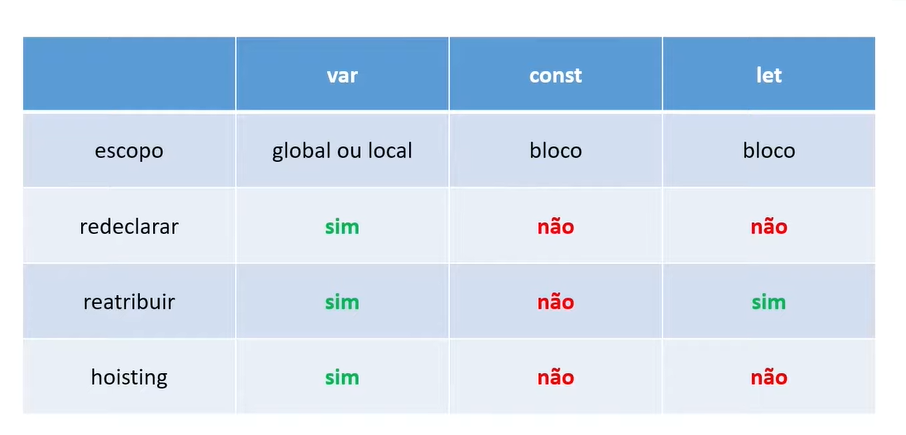 var const let
escopo global ou local bloco bloco
redeclarar sim não não
reatribuir sim não sim
hoisting sim não não